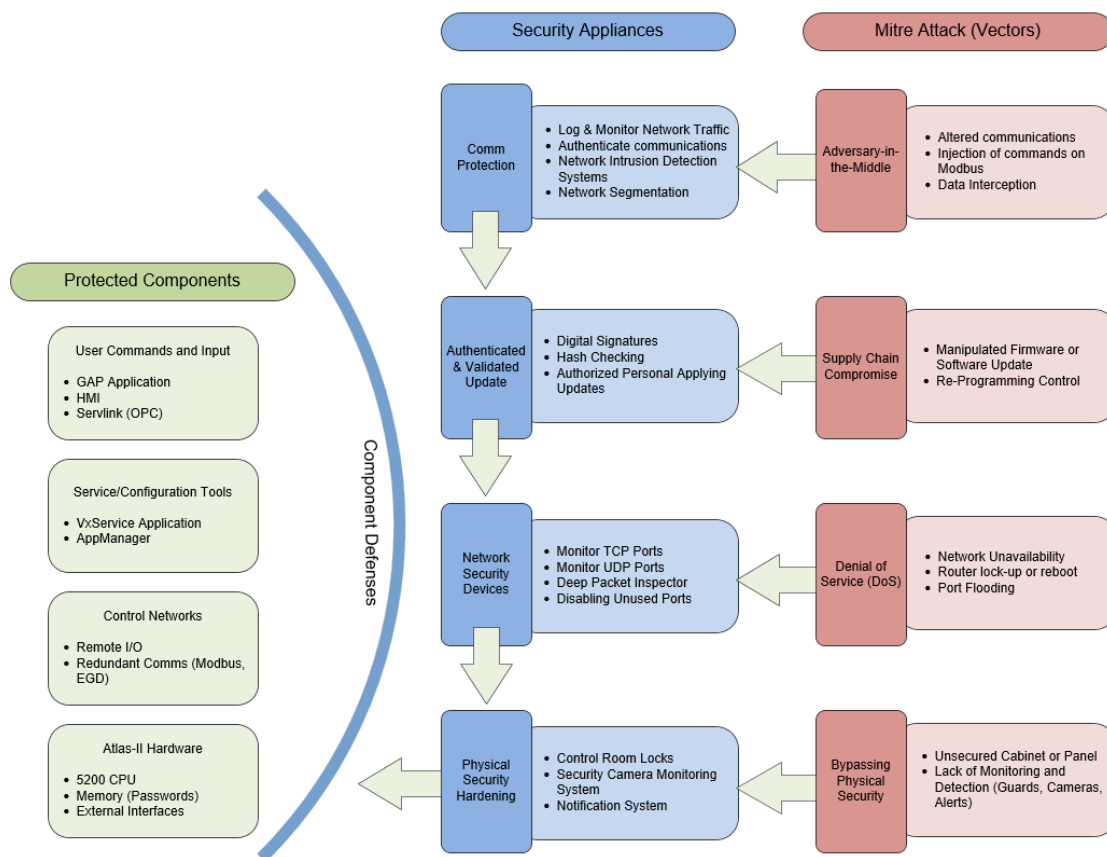 Security Appliances
Mitre Attack (Vectors)
Comm
Protection
• Log & Monitor Network Traffic
• Authenticate communications
• Network Intrusion Detection
Systems
• Network Segmentation
Adversary-in-
the-Middle
• Altered communications
• Injection of commands on
Modbus
• Data Interception
Protected Components
User Commands and Input
• GAP Application
• HMI
• Servlink (OPC)
Service/Configuration Tools
• VxService Application
• AppManager
Control Networks
• Remote I/O
• Redundant Comms (Modbus,
EGD)
Atlas-II Hardware
• 5200 CPU
• Memory (Passwords)
• External Interfaces
Component Defenses
Authenticated
& Validated
Update
• Digital Signatures
• Hash Checking
• Authorized Personal Applying
Updates
Supply Chain
Compromise
• Manipulated Firmware or
Software Update
• Re-Programming Control
Network
Security
Devices
• Monitor TCP Ports
• Monitor UDP Ports
• Deep Packet Inspector
• Disabling Unused Ports
Denial of
Service (DoS)
• Network Unavailability
• Router lock-up or reboot
• Port Flooding
Physical
Security
Hardening
• Control Room Locks
• Security Camera Monitoring
System
• Notification System
Bypassing
Physical
Security
• Unsecured Cabinet or Panel
• Lack of Monitoring and
Detection (Guards, Cameras,
Alerts)